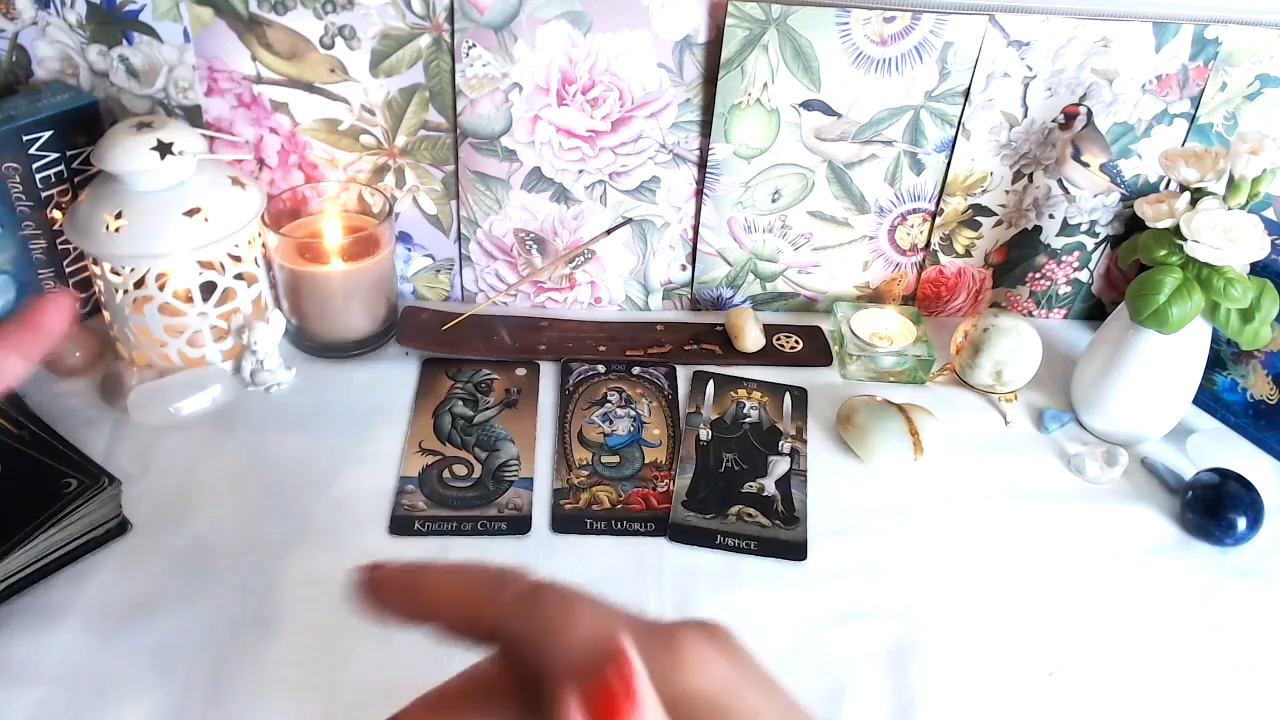 MERMAIDS
Oracle of the
KNIGHT OF CUPS
XXI
THE WORLD
VIII
JUSTICE